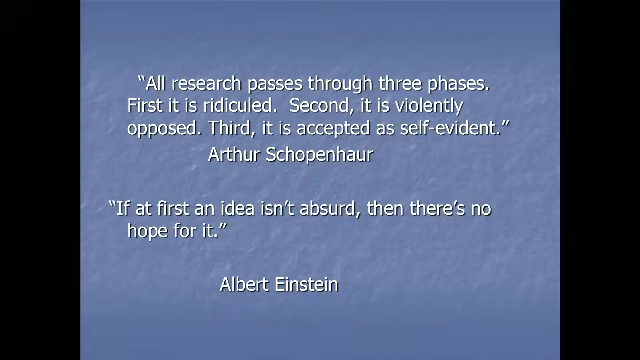 “All research passes through three phases.
First it is ridiculed.  Second, it is violently
opposed. Third, it is accepted as self-evident.”
Arthur Schopenhaur
“If at first an idea isn’t absurd, then there’s no
hope for it.”
Albert Einstein